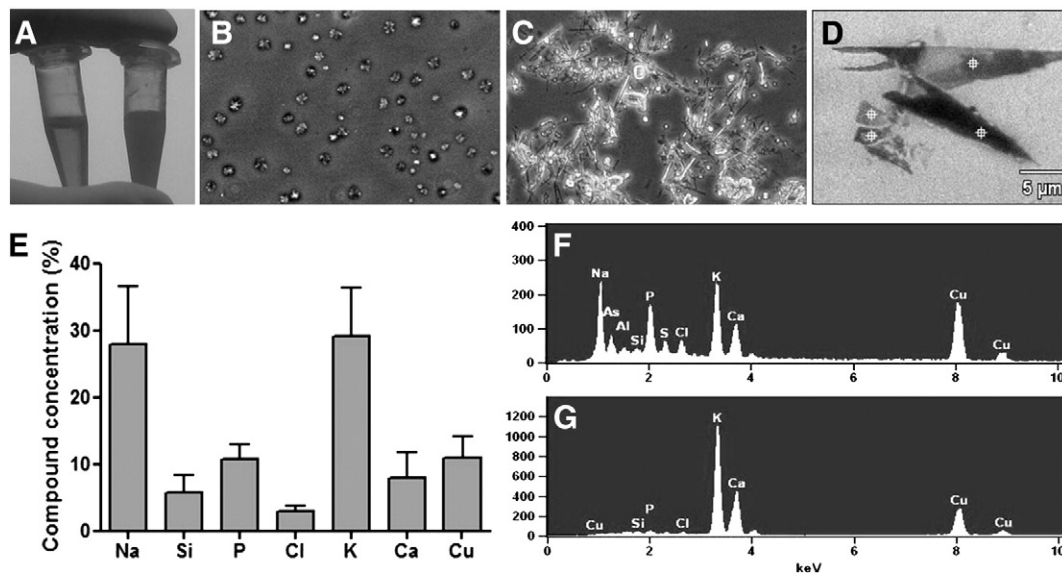 A
B
C
D
5 µm
E
Compound concentration (%)
40
30
20
10
0
Na Si P Cl K Ca Cu
F
400
300
200
100
0
Na
As
Al
Si
P
S
Cl
K
Ca
Cu
Cu
0 2 4 6 8 10
G
1200
1000
800
600
400
200
0
Cu
Si
P
Cl
K
Ca
Cu
Cu
0 2 4 6 8 10
keV